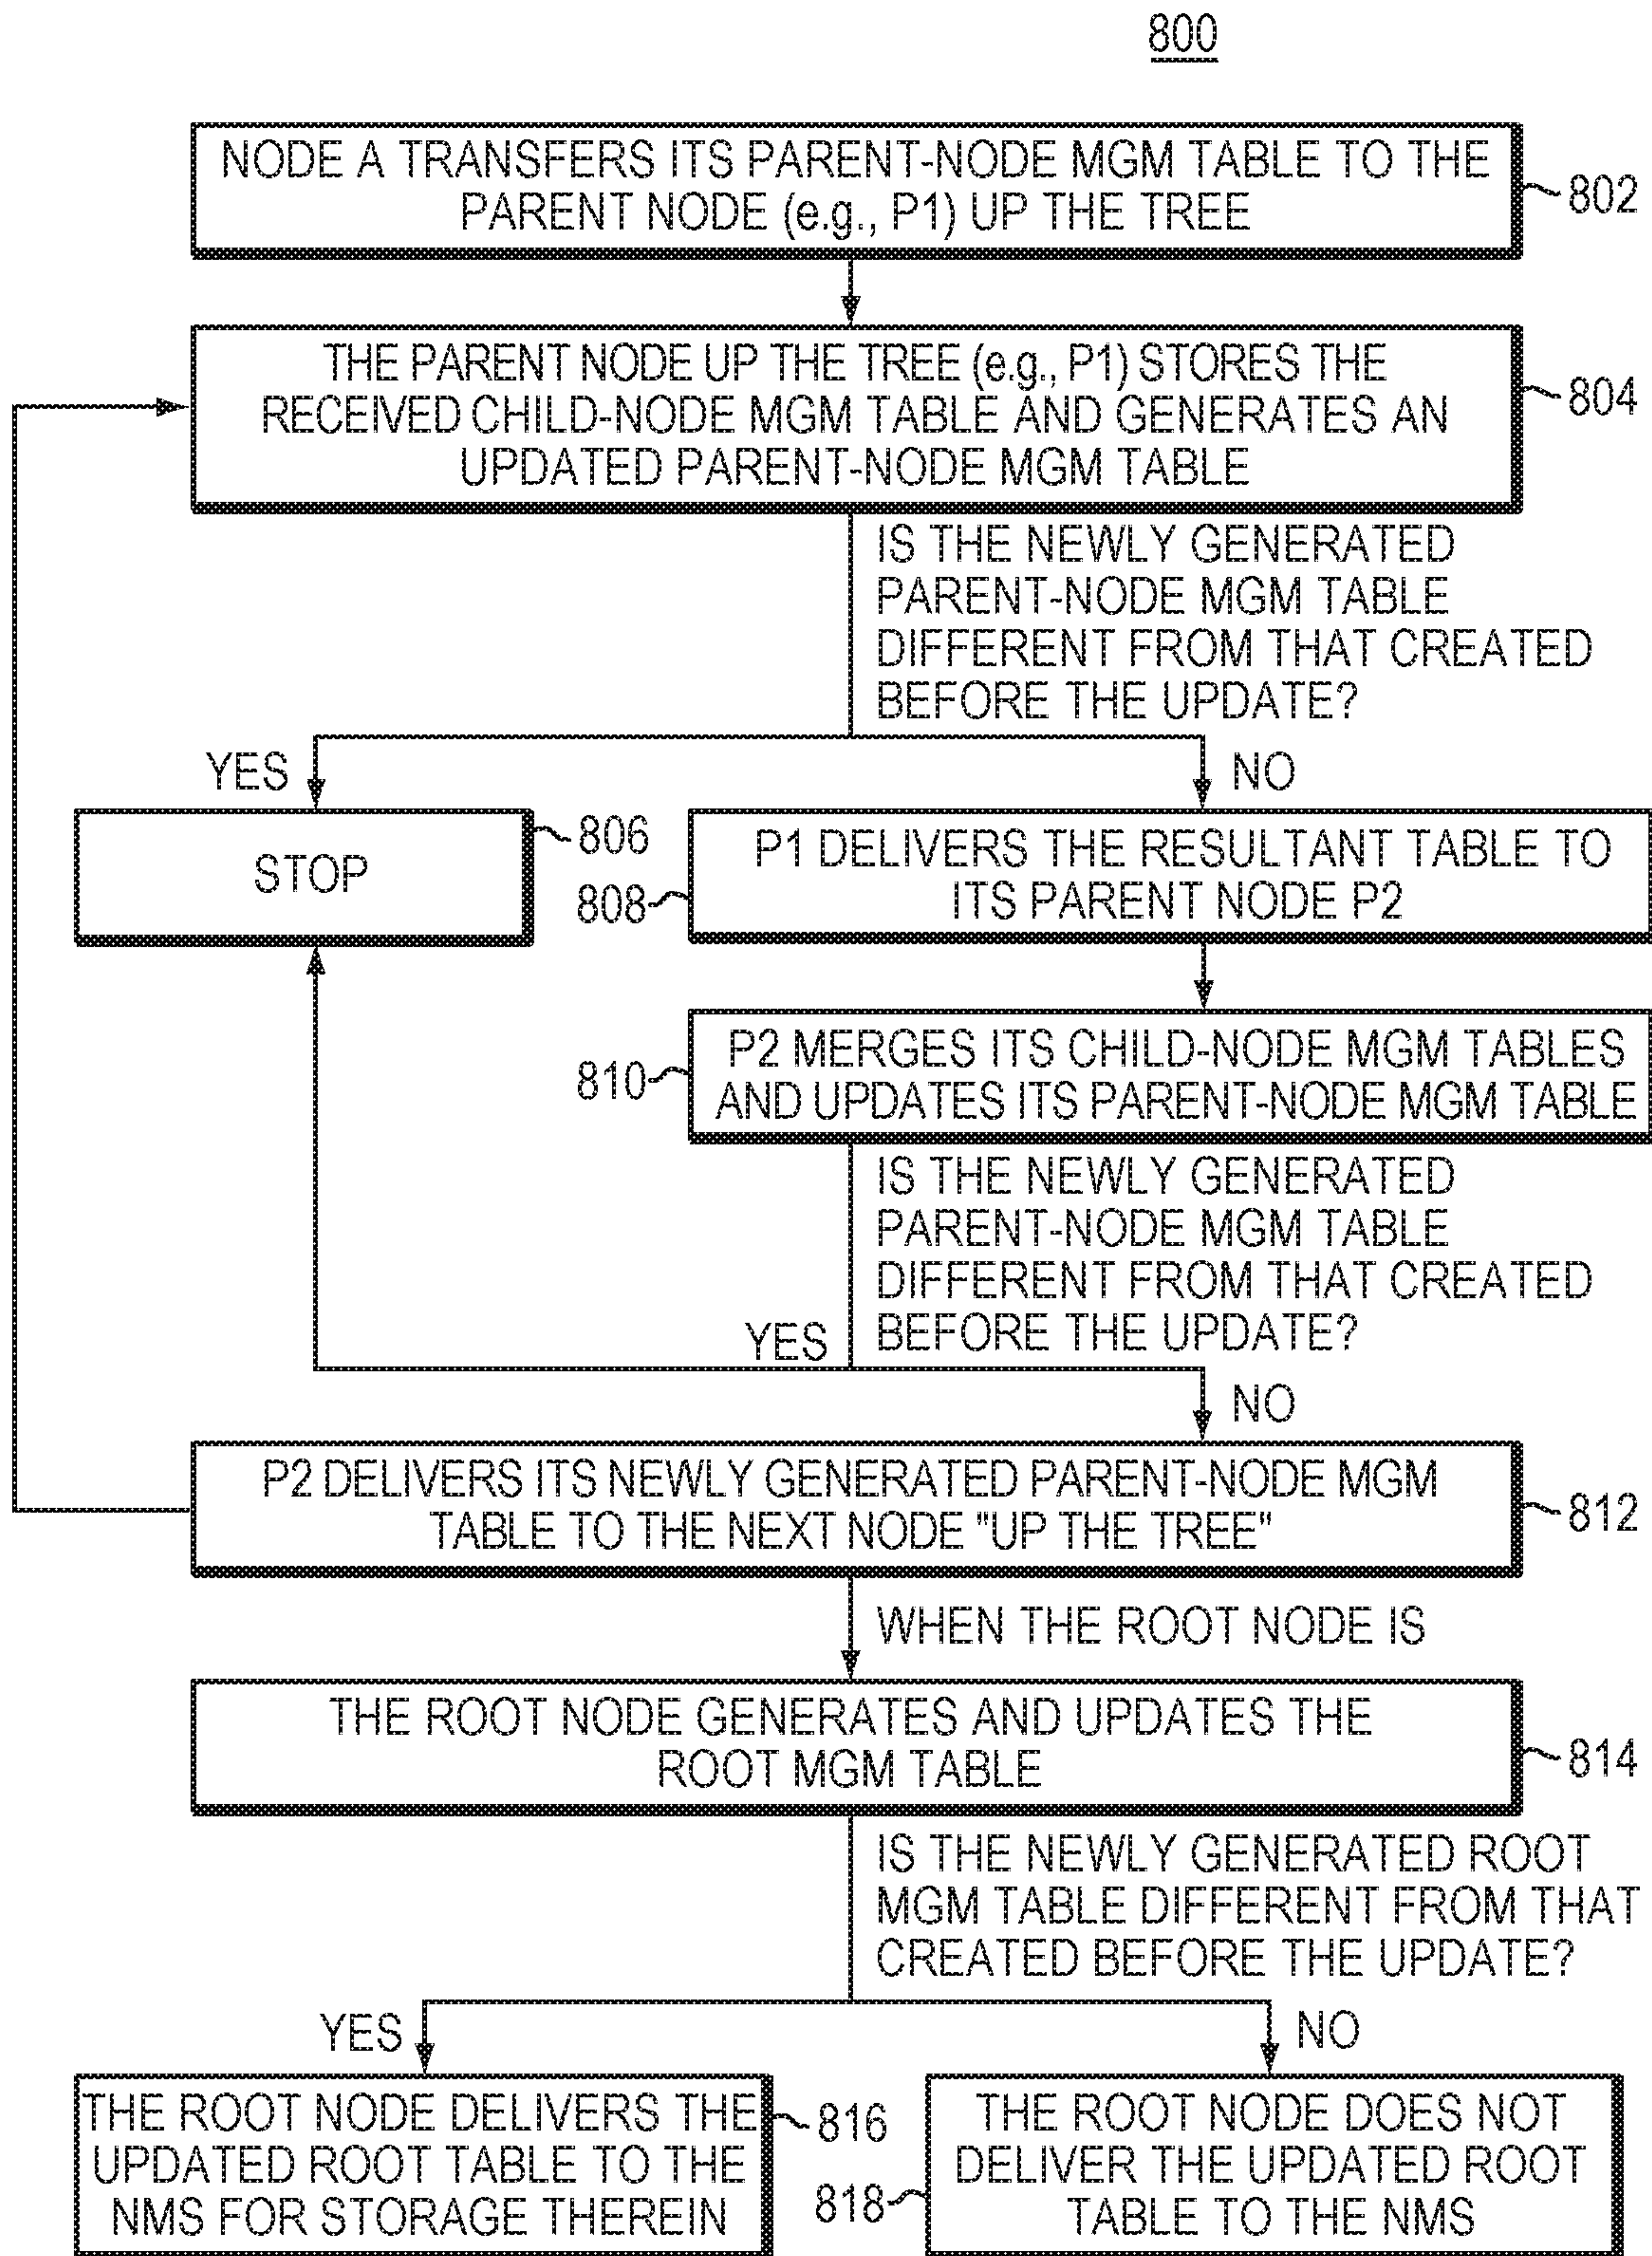 800
NODE A TRANSFERS ITS PARENT-NODE MGM TABLE TO THE
PARENT NODE (e.g., P1) UP THE TREE
802
THE PARENT NODE UP THE TREE (e.g., P1) STORES THE
RECEIVED CHILD-NODE MGM TABLE AND GENERATES AN
UPDATED PARENT-NODE MGM TABLE
804
IS THE NEWLY GENERATED
PARENT-NODE MGM TABLE
DIFFERENT FROM THAT CREATED
BEFORE THE UPDATE?
YES
NO
STOP
806
P1 DELIVERS THE RESULTANT TABLE TO
ITS PARENT NODE P2
808
P2 MERGES ITS CHILD-NODE MGM TABLES
AND UPDATES ITS PARENT-NODE MGM TABLE
810
IS THE NEWLY GENERATED
PARENT-NODE MGM TABLE
DIFFERENT FROM THAT CREATED
BEFORE THE UPDATE?
YES
NO
P2 DELIVERS ITS NEWLY GENERATED PARENT-NODE MGM
TABLE TO THE NEXT NODE "UP THE TREE"
812
WHEN THE ROOT NODE IS
THE ROOT NODE GENERATES AND UPDATES THE
ROOT MGM TABLE
814
IS THE NEWLY GENERATED ROOT
MGM TABLE DIFFERENT FROM THAT
CREATED BEFORE THE UPDATE?
YES
NO
THE ROOT NODE DELIVERS THE
UPDATED ROOT TABLE TO THE
NMS FOR STORAGE THEREIN
816
THE ROOT NODE DOES NOT
DELIVER THE UPDATED ROOT
TABLE TO THE NMS
818